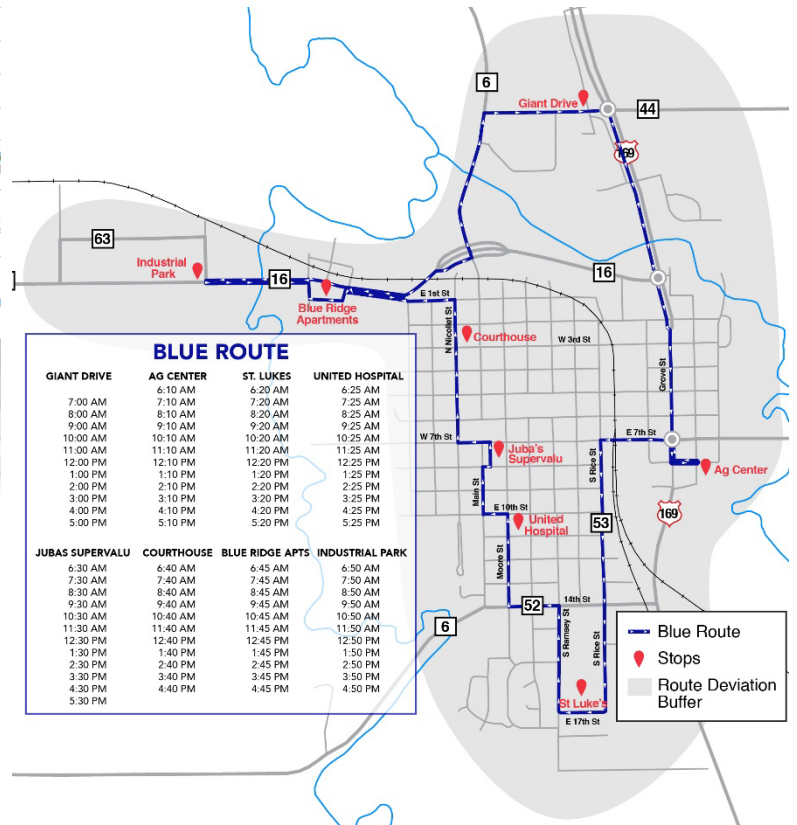 6
Giant Drive
44
169
63
Industrial
Park
16
16
Blue Ridge
Apartments
E 1st St
N Nicollet St
Courthouse
W 3rd St
Grove St
W 7th St
E 7th St
Juba's
Supervalu
Main St
S Rice St
Ag Center
E 10th St
United
Hospital
53
169
Moore St
14th St
52
6
S Ramsey St
S Rice St
St Luke's
E 17th St
BLUE ROUTE
GIANT DRIVE AG CENTER ST. LUKES UNITED HOSPITAL
6:10 AM 6:20 AM 6:25 AM
7:00 AM 7:10 AM 7:20 AM 7:25 AM
8:00 AM 8:10 AM 8:20 AM 8:25 AM
9:00 AM 9:10 AM 9:20 AM 9:25 AM
10:00 AM 10:10 AM 10:20 AM 10:25 AM
11:00 AM 11:10 AM 11:20 AM 11:25 AM
12:00 PM 12:10 PM 12:20 PM 12:25 PM
1:00 PM 1:10 PM 1:20 PM 1:25 PM
2:00 PM 2:10 PM 2:20 PM 2:25 PM
3:00 PM 3:10 PM 3:20 PM 3:25 PM
4:00 PM 4:10 PM 4:20 PM 4:25 PM
5:00 PM 5:10 PM 5:20 PM 5:25 PM
JUBAS SUPERVALU COURTHOUSE BLUE RIDGE APTS INDUSTRIAL PARK
6:30 AM 6:40 AM 6:45 AM 6:50 AM
7:30 AM 7:40 AM 7:45 AM 7:50 AM
8:30 AM 8:40 AM 8:45 AM 8:50 AM
9:30 AM 9:40 AM 9:45 AM 9:50 AM
10:30 AM 10:40 AM 10:45 AM 10:50 AM
11:30 AM 11:40 AM 11:45 AM 11:50 AM
12:30 PM 12:40 PM 12:45 PM 12:50 PM
1:30 PM 1:40 PM 1:45 PM 1:50 PM
2:30 PM 2:40 PM 2:45 PM 2:50 PM
3:30 PM 3:40 PM 3:45 PM 3:50 PM
4:30 PM 4:40 PM 4:45 PM 4:50 PM
5:30 PM
Blue Route
Stops
Route Deviation
Buffer